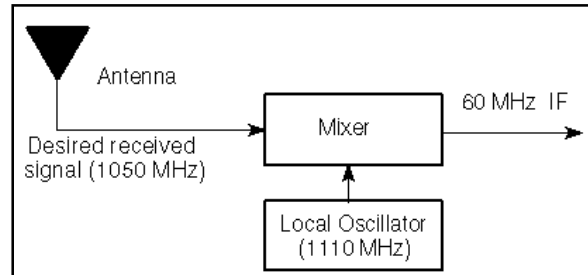 Antenna
Desired received
signal (1050 MHz)
Mixer
60 MHz IF
Local Oscillator
(1110 MHz)